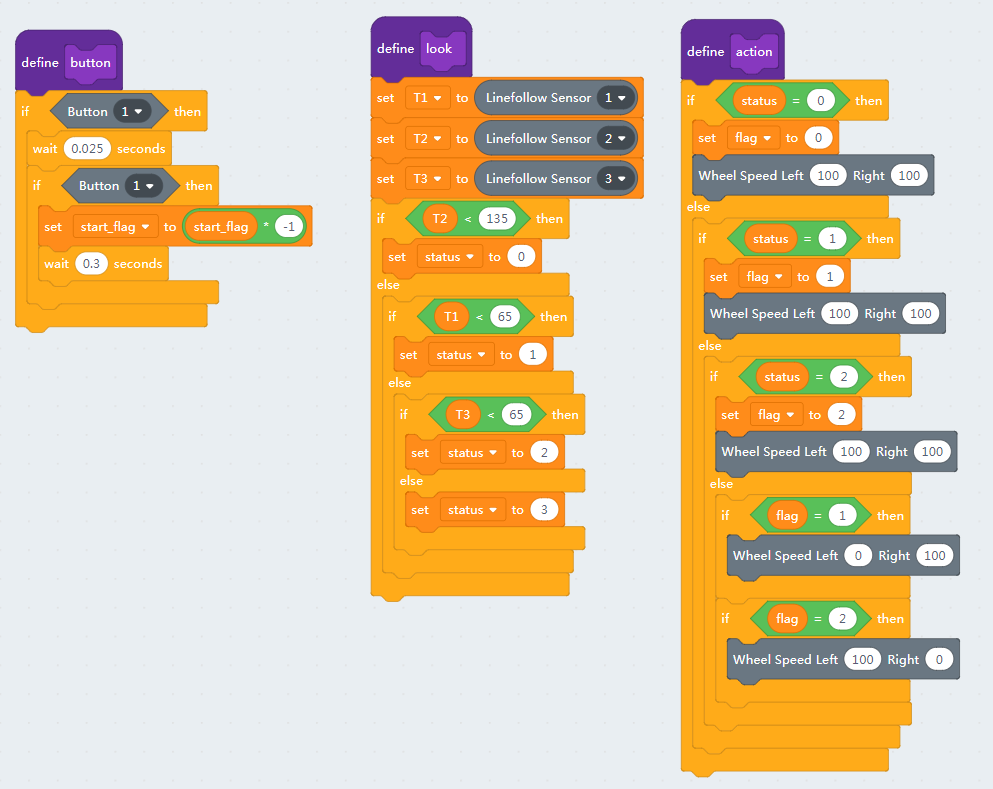 define button
if Button 1 then
wait 0.025 seconds
if Button 1 then
set start_flag to start_flag * -1
wait 0.3 seconds
define look
set T1 to Linefollow Sensor 1
set T2 to Linefollow Sensor 2
set T3 to Linefollow Sensor 3
if T2 < 135 then
set status to 0
else
if T1 < 65 then
set status to 1
else
if T3 < 65 then
set status to 2
else
set status to 3
define action
if status = 0 then
set flag to 0
Wheel Speed Left 100 Right 100
else
if status = 1 then
set flag to 1
Wheel Speed Left 100 Right 100
else
if status = 2 then
set flag to 2
Wheel Speed Left 100 Right 100
else
if flag = 1 then
Wheel Speed Left 0 Right 100
if flag = 2 then
Wheel Speed Left 100 Right 0